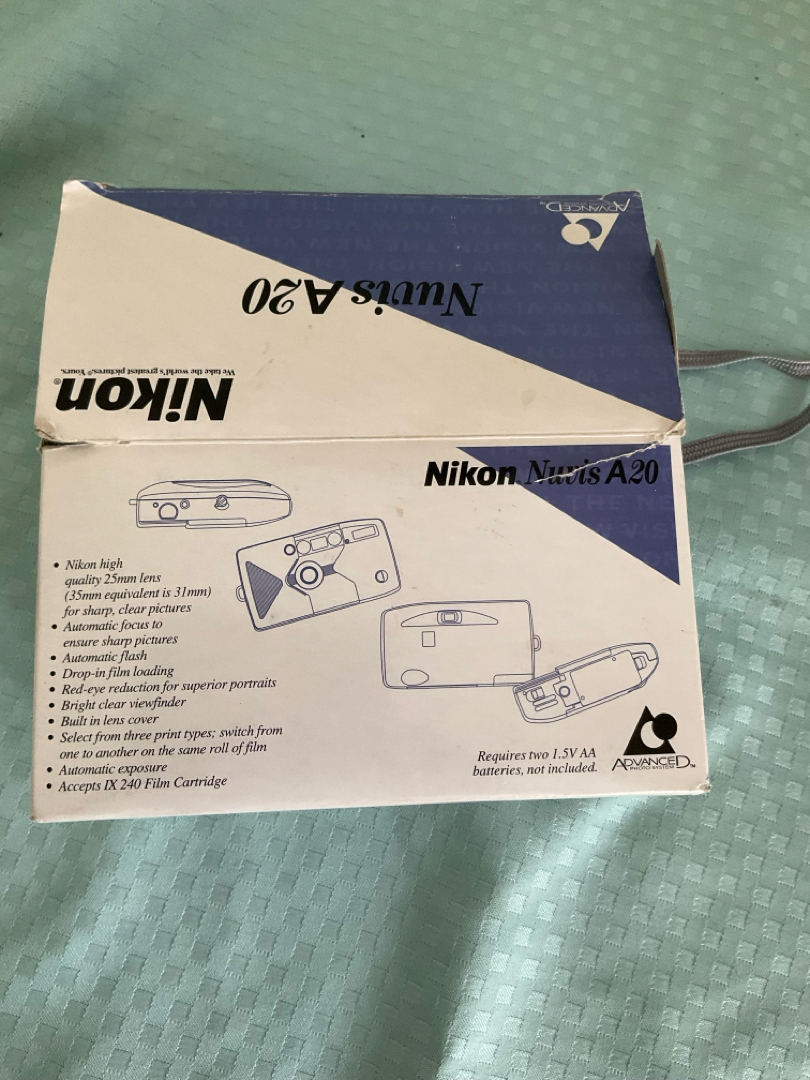 ADVANCED™
Nuvis A20
We take the world's greatest pictures.® Yours.
Nikon®
Nikon® Nuvis A20
• Nikon high
quality 25mm lens
(35mm equivalent is 31mm)
for sharp, clear pictures
• Automatic focus to
ensure sharp pictures
• Automatic flash
• Drop-in film loading
• Red-eye reduction for superior portraits
• Bright clear viewfinder
• Built in lens cover
• Select from three print types; switch from
one to another on the same roll of film
• Automatic exposure
• Accepts IX 240 Film Cartridge
Requires two 1.5V AA
batteries, not included.
ADVANCED™
PHOTO SYSTEM